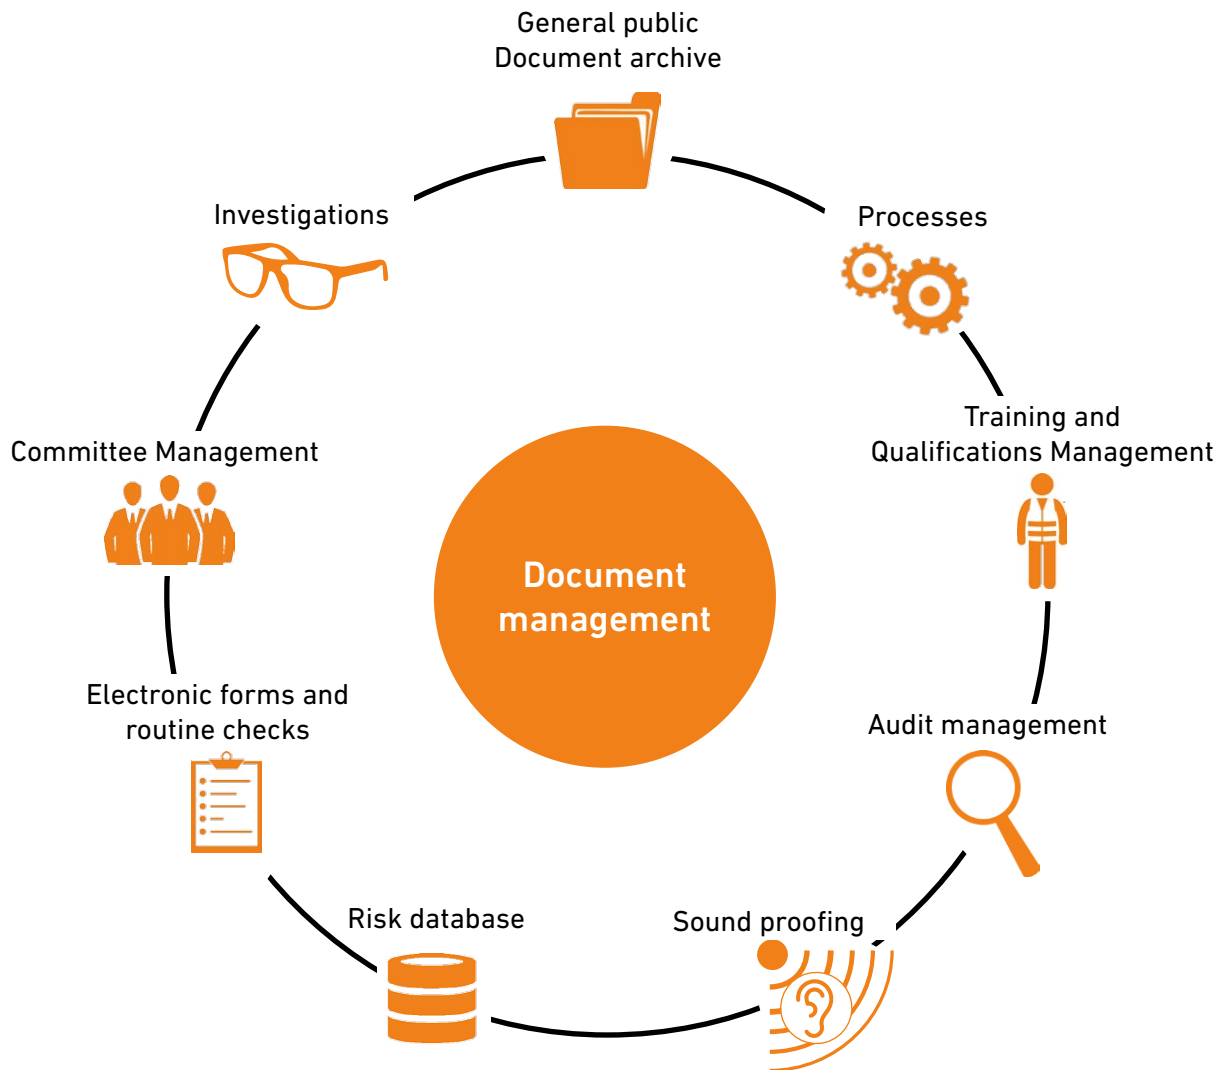 General public
Document archive
Investigations
Processes
Training and
Qualifications Management
Committee Management
Document
management
Electronic forms and
routine checks
Audit management
Risk database
Sound proofing